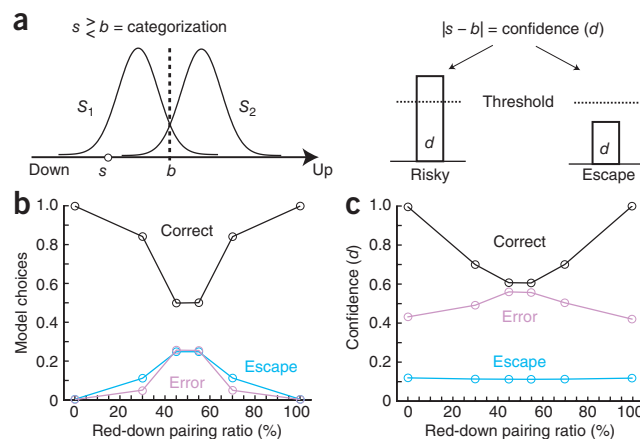 a
s > < b = categorization
S1
S2
Down
s
b
Up
|s – b| = confidence (d)
Threshold
d
d
Risky
Escape
b
Model choices
1.0
0.8
0.6
0.4
0.2
0
Correct
Escape
Error
0 20 40 60 80 100
Red-down pairing ratio (%)
c
Confidence (d)
1.0
0.8
0.6
0.4
0.2
0
Correct
Error
Escape
0 20 40 60 80 100
Red-down pairing ratio (%)